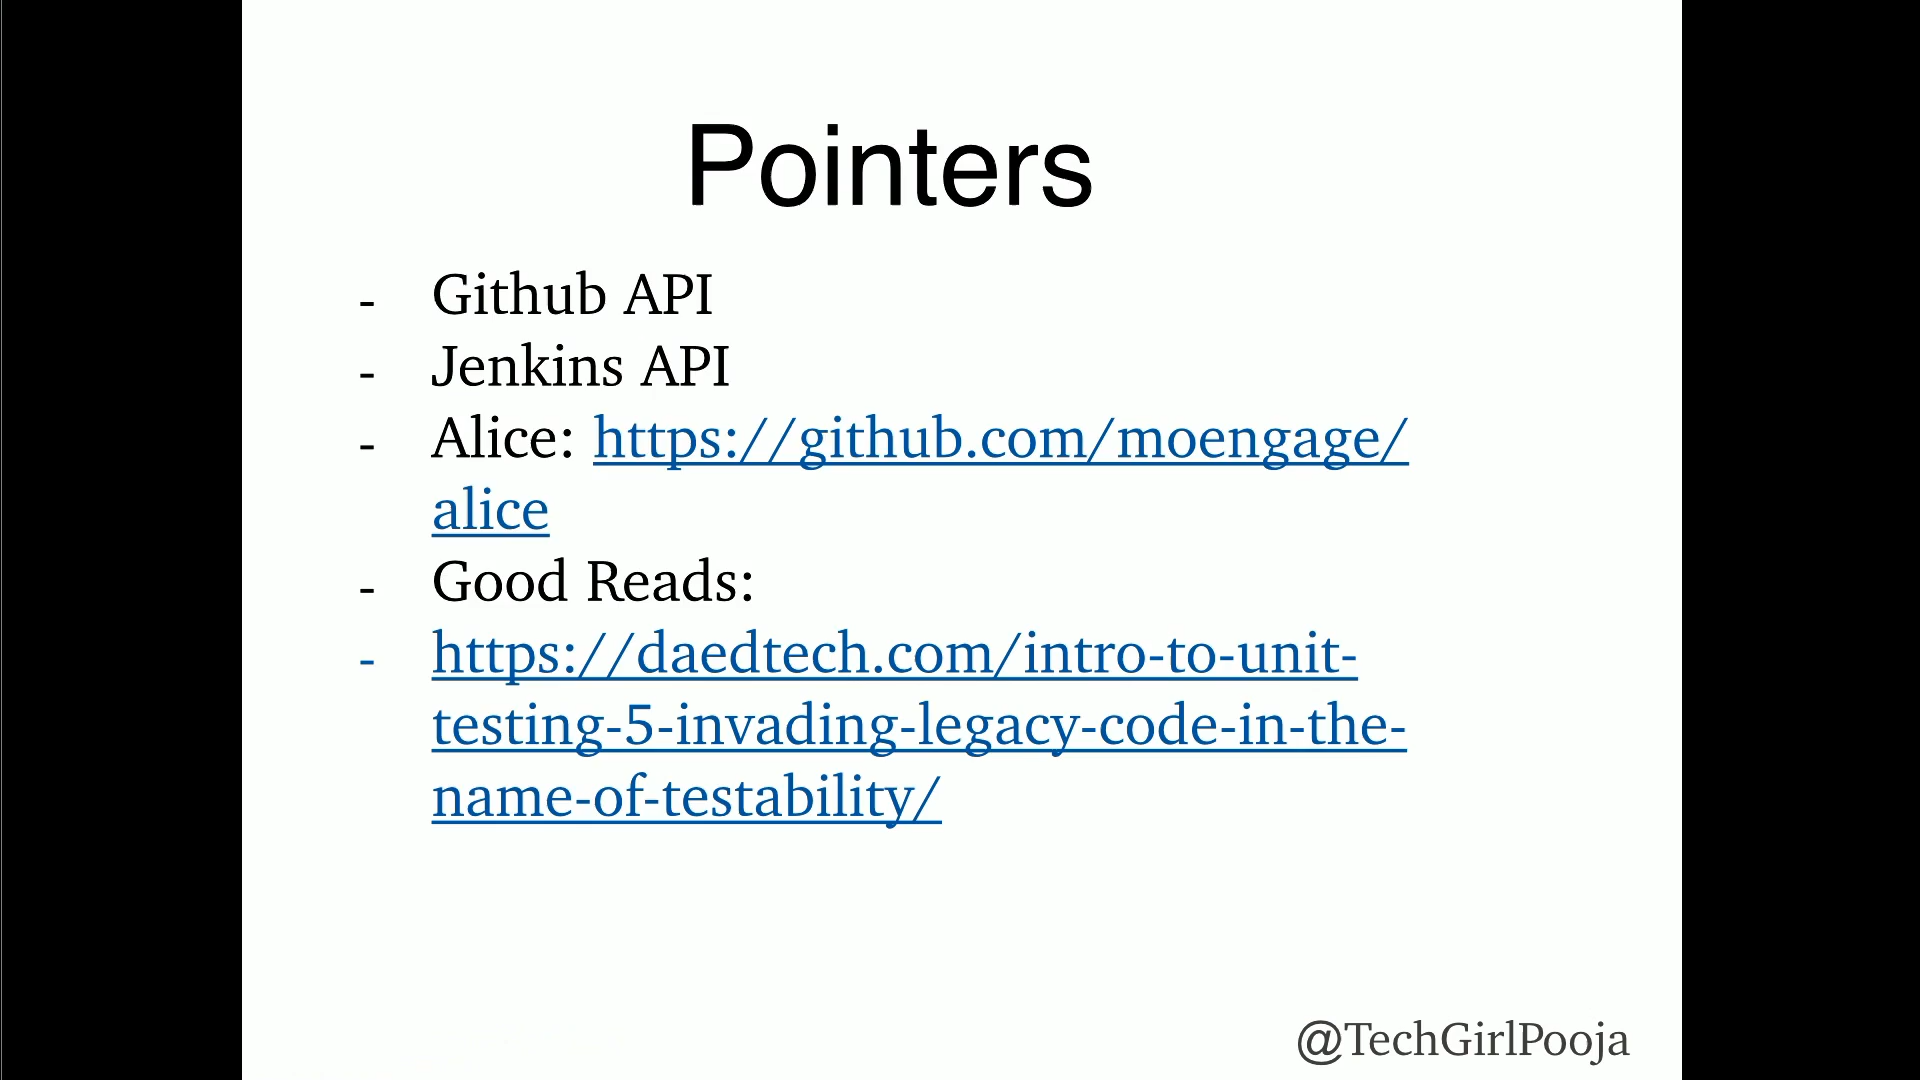 Pointers
- Github API
- Jenkins API
- Alice: https://github.com/moengage/
alice
- Good Reads:
- https://daedtech.com/intro-to-unit-
testing-5-invading-legacy-code-in-the-
name-of-testability/
@TechGirlPooja